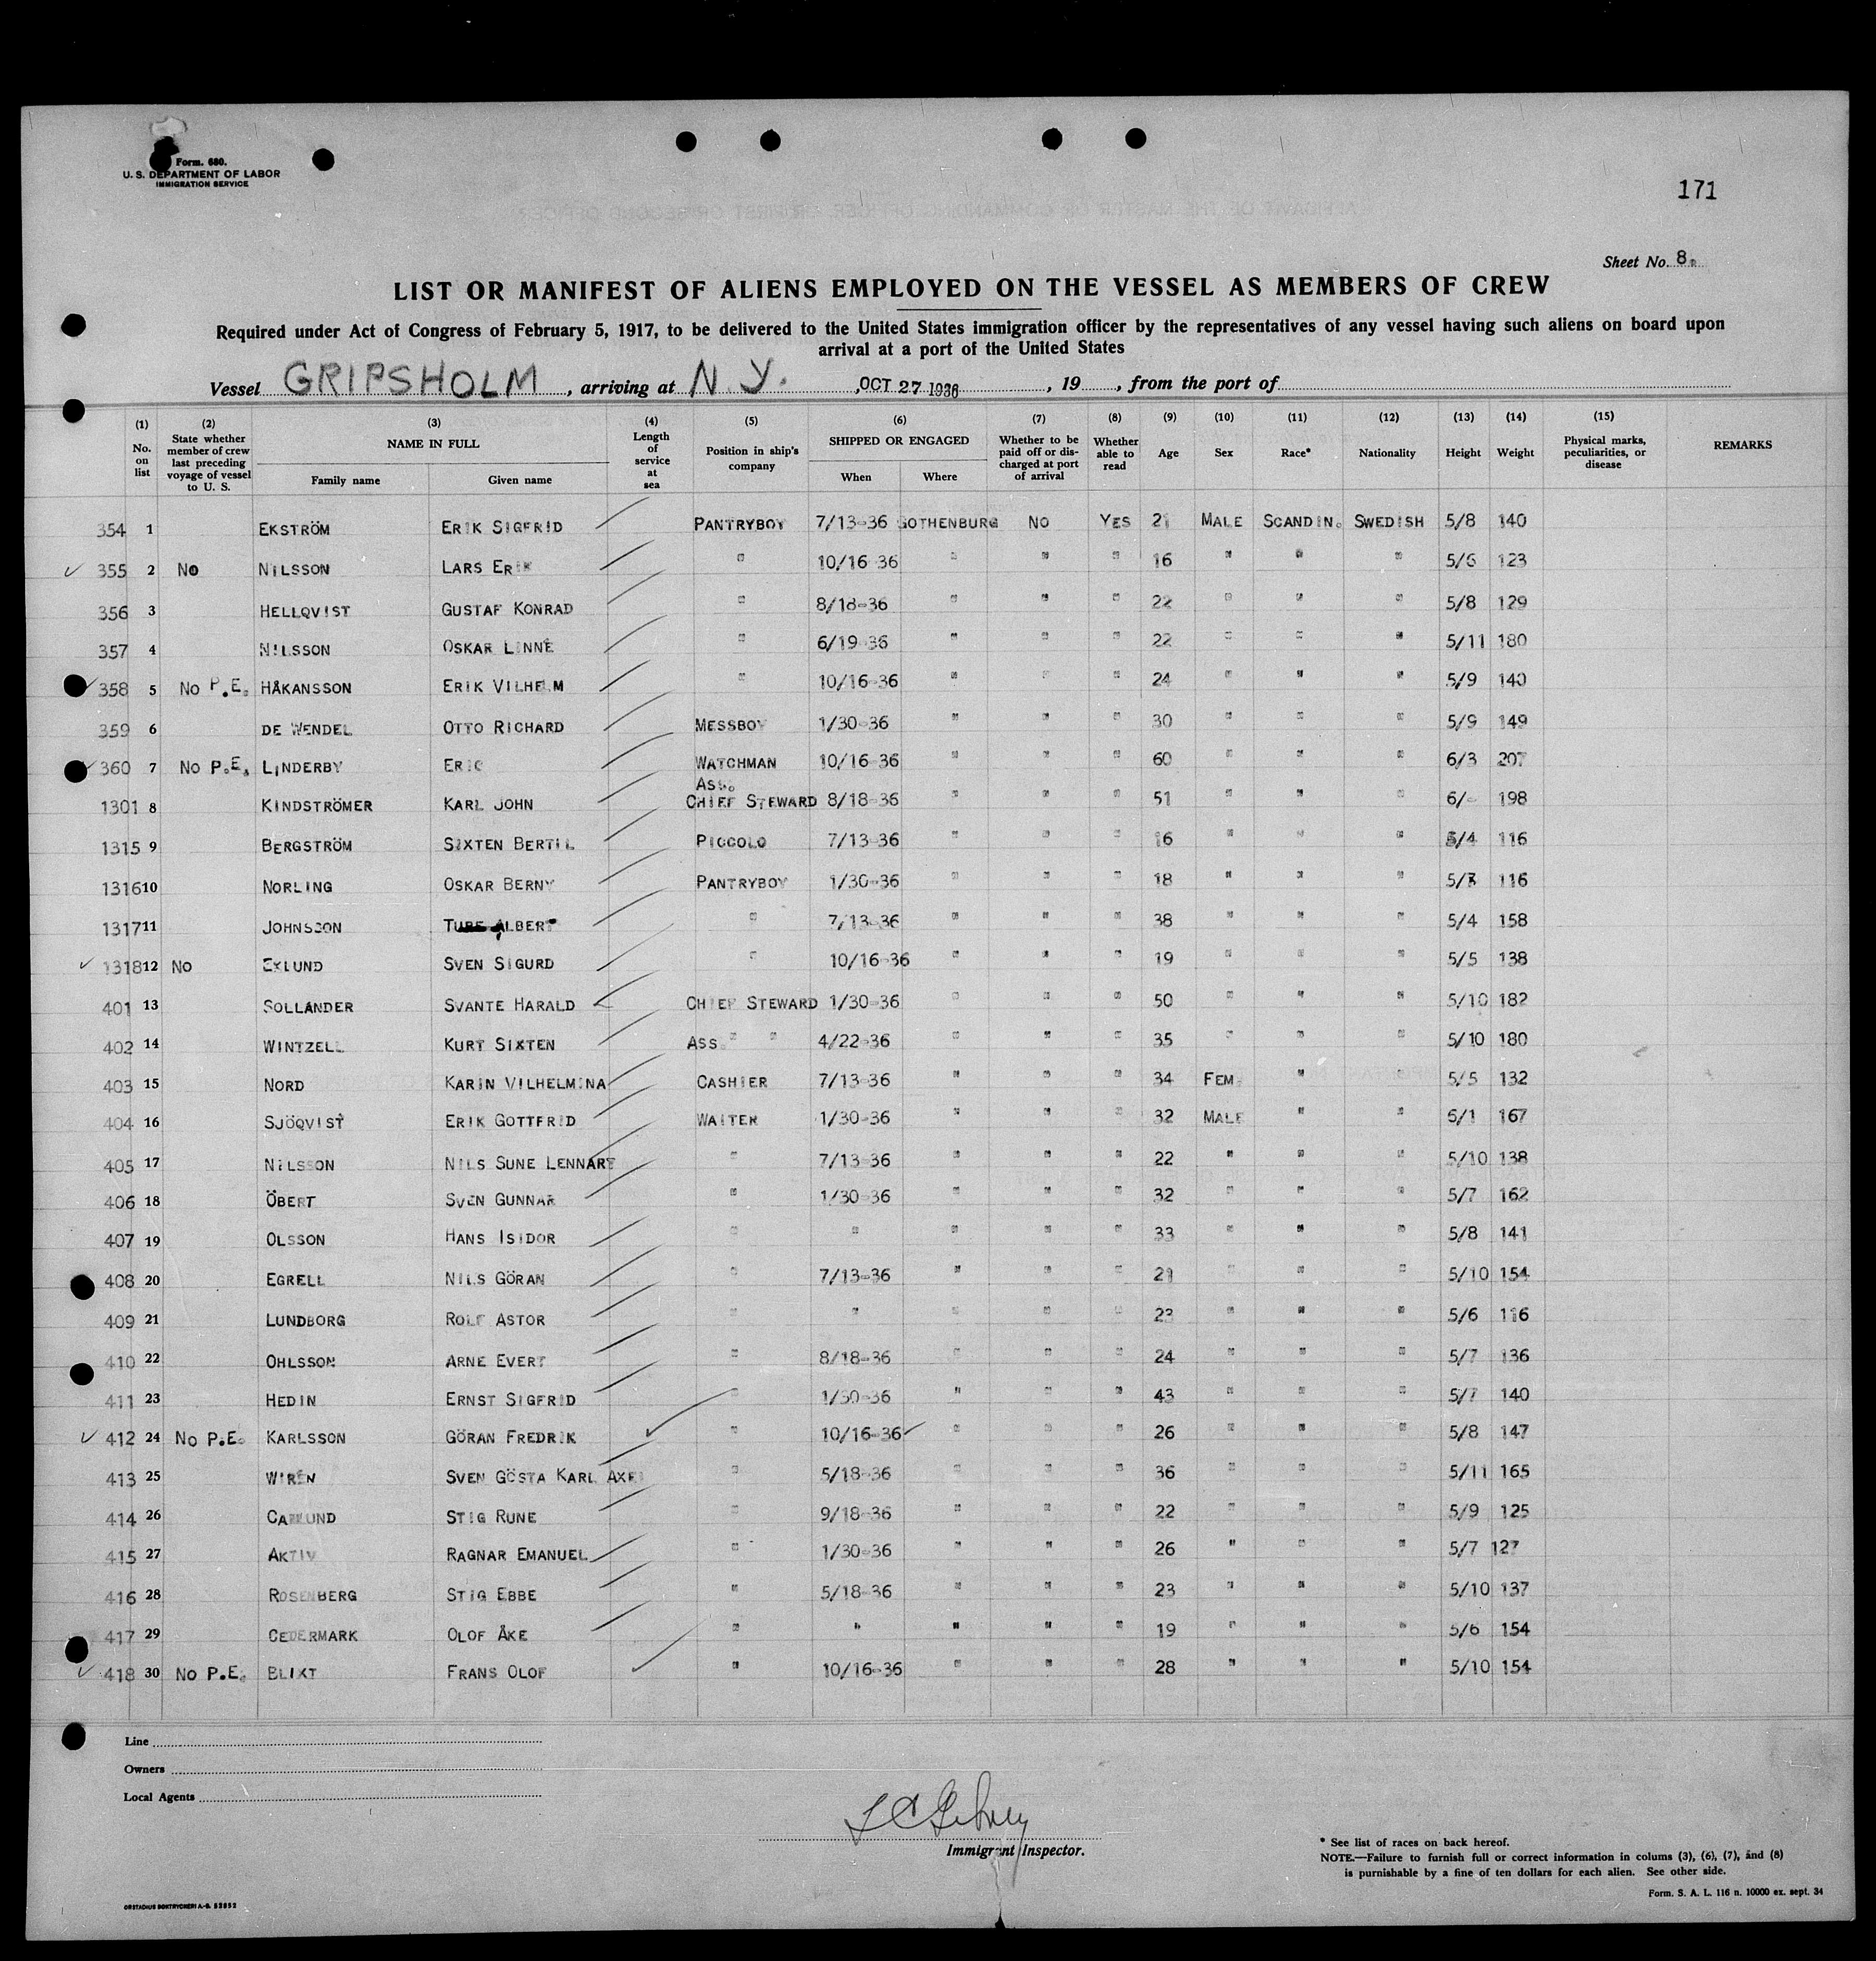 Form. 680.
U. S. DEPARTMENT OF LABOR
IMMIGRATION SERVICE
171
Sheet No. 8.
LIST OR MANIFEST OF ALIENS EMPLOYED ON THE VESSEL AS MEMBERS OF CREW
Required under Act of Congress of February 5, 1917, to be delivered to the United States immigration officer by the representatives of any vessel having such aliens on board upon
arrival at a port of the United States
Vessel GRIPSHOLM, arriving at N.Y., OCT 27 1936, 19, from the port of
(1) No. on list (2) State whether member of crew last preceding voyage of vessel to U. S. (3) NAME IN FULL Family name Given name (4) Length of service at sea (5) Position in ship's company (6) SHIPPED OR ENGAGED When Where (7) Whether to be paid off or discharged at port of arrival (8) Whether able to read (9) Age (10) Sex (11) Race* (12) Nationality (13) Height (14) Weight (15) Physical marks, peculiarities, or disease REMARKS
354 1 EKSTRÖM ERIK SIGFRID PANTRYBOY 7/13-36 GOTHENBURG NO YES 21 MALE SCANDIN. SWEDISH 5/8 140
355 2 NO NILSSON LARS ERIK " 10/16-36 " " " 16 " " " 5/6 123
356 3 HELLQVIST GUSTAF KONRAD " 8/18-36 " " " 22 " " " 5/8 129
357 4 NILSSON OSKAR LINNÉ " 6/19-36 " " " 22 " " " 5/11 180
358 5 NO P.E. HÅKANSSON ERIK VILHELM " 10/16-36 " " " 24 " " " 5/9 140
359 6 DE WENDEL OTTO RICHARD MESSBOY 1/30-36 " " " 30 " " " 5/9 149
360 7 NO P.E. LINDERBY ERIC WATCHMAN 10/16-36 " " " 60 " " " 6/3 207
1301 8 KINDSTRÖMER KARL JOHN ASS. CHIEF STEWARD 8/18-36 " " " 51 " " " 6/- 198
1315 9 BERGSTRÖM SIXTEN BERTIL PICCOLO 7/13-36 " " " 16 " " " 5/4 116
1316 10 NORLING OSKAR BERNY PANTRYBOY 1/30-36 " " " 18 " " " 116
1317 11 JOHNSSON ALBERT " 7/13-36 " " " 38 " " " 5/4 158
1318 12 NO EKLUND SVEN SIGURD " 10/16-36 " " " 19 " " " 5/5 138
401 13 SOLLANDER SVANTE HARALD CHIEF STEWARD 1/30-36 " " " 50 " " " 5/10 182
402 14 WINTZELL KURT SIXTEN ASS. " " 4/22-36 " " " 35 " " " 5/10 180
403 15 NORD KARIN VILHELMINA CASHIER 7/13-36 " " " 34 FEM. " " 5/5 132
404 16 SJÖQVIST ERIK GOTTFRID WAITER 1/30-36 " " " 32 MALE " " 6/1 167
405 17 NILSSON NILS SUNE LENNART " 7/13-36 " " " 22 " " " 5/10 138
406 18 ÖBERT SVEN GUNNAR " 1/30-36 " " " 32 " " " 5/7 162
407 19 OLSSON HANS ISIDOR " " " " " 33 " " " 5/8 141
408 20 EGRELL NILS GÖRAN " 7/13-36 " " " 21 " " " 5/10 154
409 21 LUNDBORG ROLF ASTOR " " " " " 23 " " " 5/6 116
410 22 OHLSSON ARNE EVERT " 8/18-36 " " " 24 " " " 5/7 136
411 23 HEDIN ERNST SIGFRID " 1/30-36 " " " 43 " " " 5/7 140
412 24 NO P.E. KARLSSON GÖRAN FREDRIK " 10/16-36 " " " 26 " " " 5/8 147
413 25 WIRÉN SVEN GÖSTA KARL AXEL " 5/18-36 " " " 36 " " " 5/11 165
414 26 STIG RUNE " 9/18-36 " " " 22 " " " 5/9 125
415 27 AKTIV RAGNAR EMANUEL " 1/30-36 " " " 26 " " " 5/7 127
416 28 ROSENBERG STIG EBBE " 5/18-36 " " " 23 " " " 5/10 137
417 29 CEDERMARK OLOF ÅKE " " " " " 19 " " " 5/6 154
418 30 NO P.E. BLIXT FRANS OLOF " 10/16-36 " " " 28 " " " 5/10 154
Line
Owners
Local Agents
Immigrant Inspector.
* See list of races on back hereof.
NOTE.—Failure to furnish full or correct information in colums (3), (6), (7), and (8)
is purnishable by a fine of ten dollars for each alien. See other side.
Form. S. A. L. 116 n. 10000 ex. sept. 34
ORSTADIUS BOKTRYCKERI A.-B. 52852